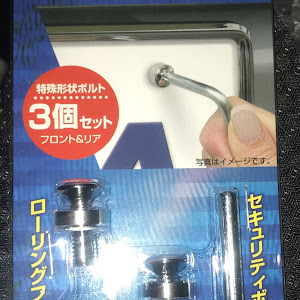 特殊形状ボルト
3個セット
フロント&リア
写真はイメージです。
セキュリティボ
ローリングフ